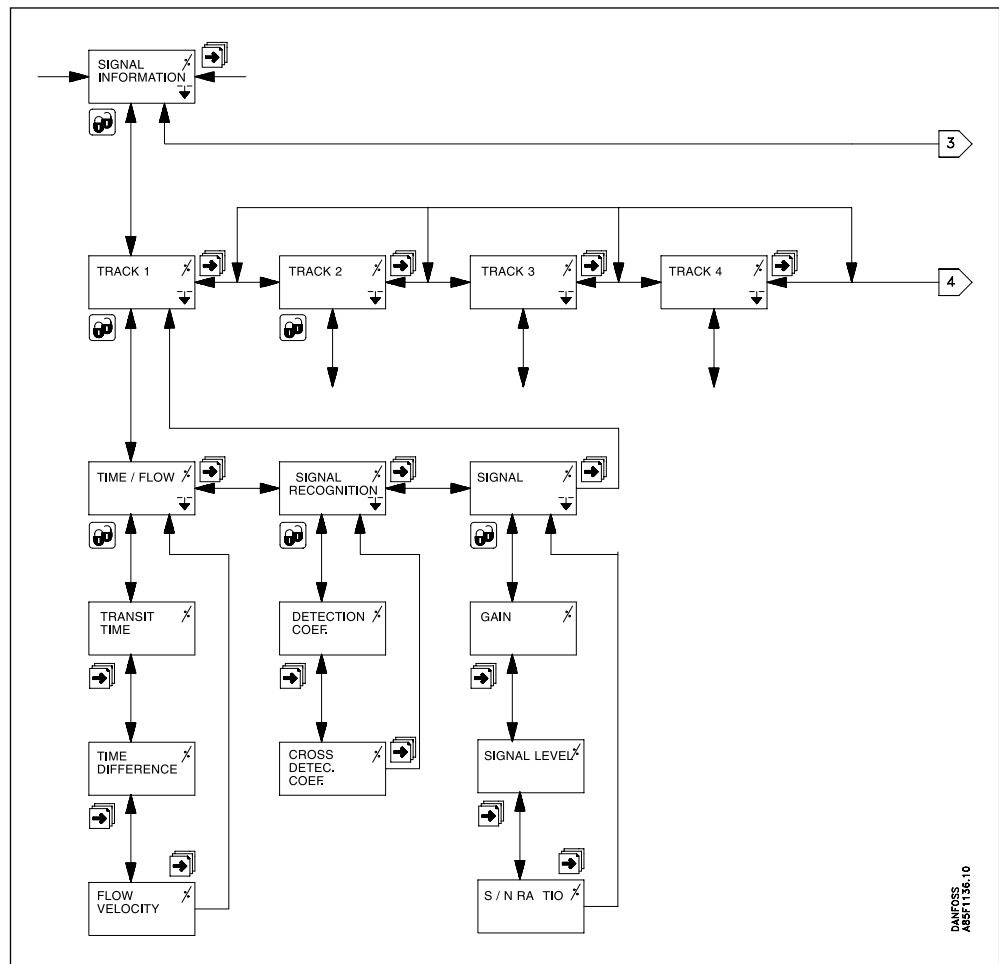 SIGNAL
INFORMATION
3
TRACK 1
TRACK 2
TRACK 3
TRACK 4
4
TIME / FLOW
SIGNAL
RECOGNITION
SIGNAL
TRANSIT
TIME
DETECTION
COEF.
GAIN
TIME
DIFFERENCE
CROSS
DETEC.
COEF.
SIGNAL LEVEL
FLOW
VELOCITY
S / N RA TIO
DANFOSS
A85F1136.10